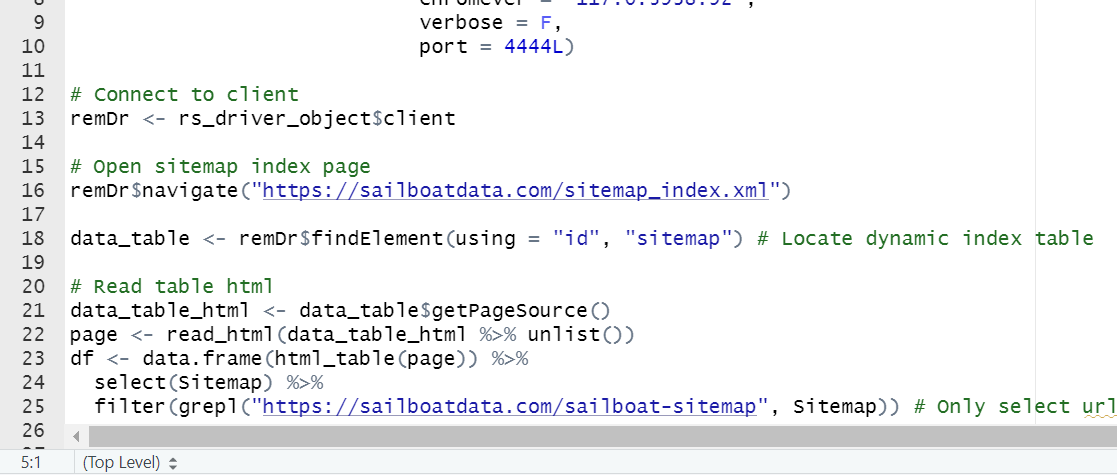 9 verbose = F,
10 port = 4444L)
11
12 # Connect to client
13 remDr <- rs_driver_object$client
14
15 # Open sitemap index page
16 remDr$navigate("https://sailboatdata.com/sitemap_index.xml")
17
18 data_table <- remDr$findElement(using = "id", "sitemap") # Locate dynamic index table
19
20 # Read table html
21 data_table_html <- data_table$getPageSource()
22 page <- read_html(data_table_html %>% unlist())
23 df <- data.frame(html_table(page)) %>%
24 select(Sitemap) %>%
25 filter(grepl("https://sailboatdata.com/sailboat-sitemap", Sitemap)) # Only select url
26
5:1 (Top Level)